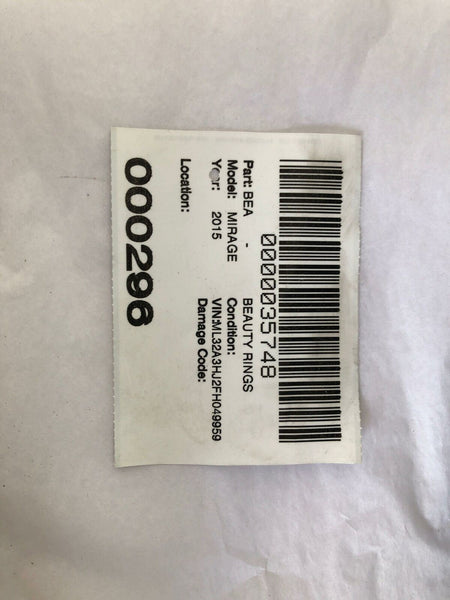 0000035748
Part: BEA - BEAUTY RINGS
Model: MIRAGE Condition:
Year: 2015 VIN:ML32A3HJ2FH049959
Damage Code:
Location:
000296